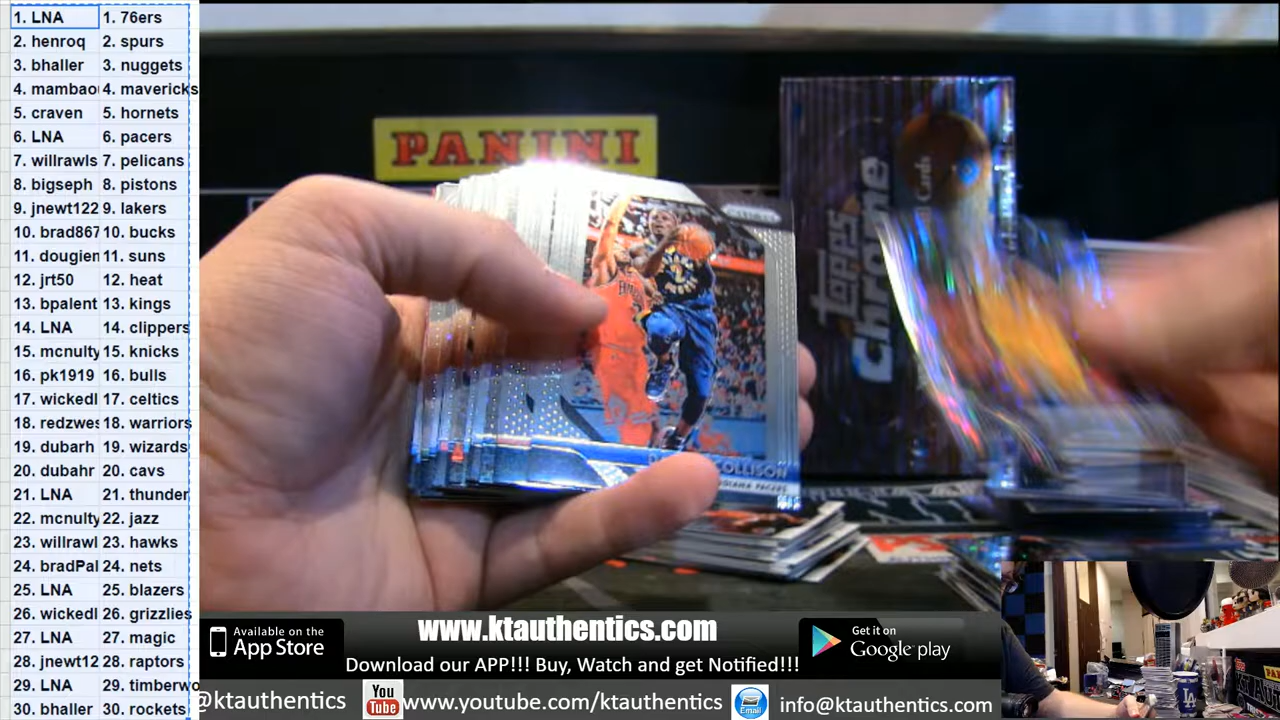 1. LNA 1. 76ers
2. henroq 2. spurs
3. bhaller 3. nuggets
4. mambao 4. mavericks
5. craven 5. hornets
6. LNA 6. pacers
7. willrawls 7. pelicans
8. bigseph 8. pistons
9. jnewt122 9. lakers
10. brad867 10. bucks
11. dougien 11. suns
12. jrt50 12. heat
13. bpalent 13. kings
14. LNA 14. clippers
15. mcnulty 15. knicks
16. pk1919 16. bulls
17. wickedl 17. celtics
18. redzwes 18. warriors
19. dubarh 19. wizards
20. dubahr 20. cavs
21. LNA 21. thunder
22. mcnulty 22. jazz
23. willrawl 23. hawks
24. bradPal 24. nets
25. LNA 25. blazers
26. wickedl 26. grizzlies
27. LNA 27. magic
28. jnewt12 28. raptors
29. LNA 29. timberwo
30. bhaller 30. rockets
PANINI
Topps
Chrome
Cards
COLLISON
INDIANA PACERS
LA
PANINI
Available on the
App Store
www.ktauthentics.com
Download our APP!!! Buy, Watch and get Notified!!!
Get it on
Google play
@ktauthentics
You
Tube
www.youtube.com/ktauthentics
Email
info@ktauthentics.com